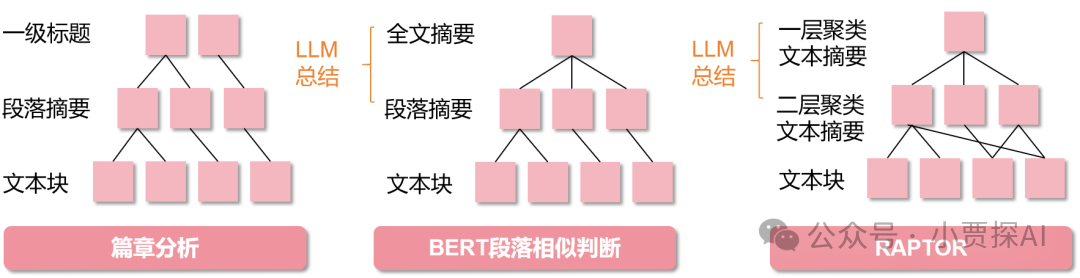 一级标题
段落摘要
文本块
篇章分析
LLM
总结
全文摘要
段落摘要
文本块
BERT段落相似判断
LLM
总结
一层聚类
文本摘要
二层聚类
文本摘要
文本块
RAPTOR
公众号·小贾探AI